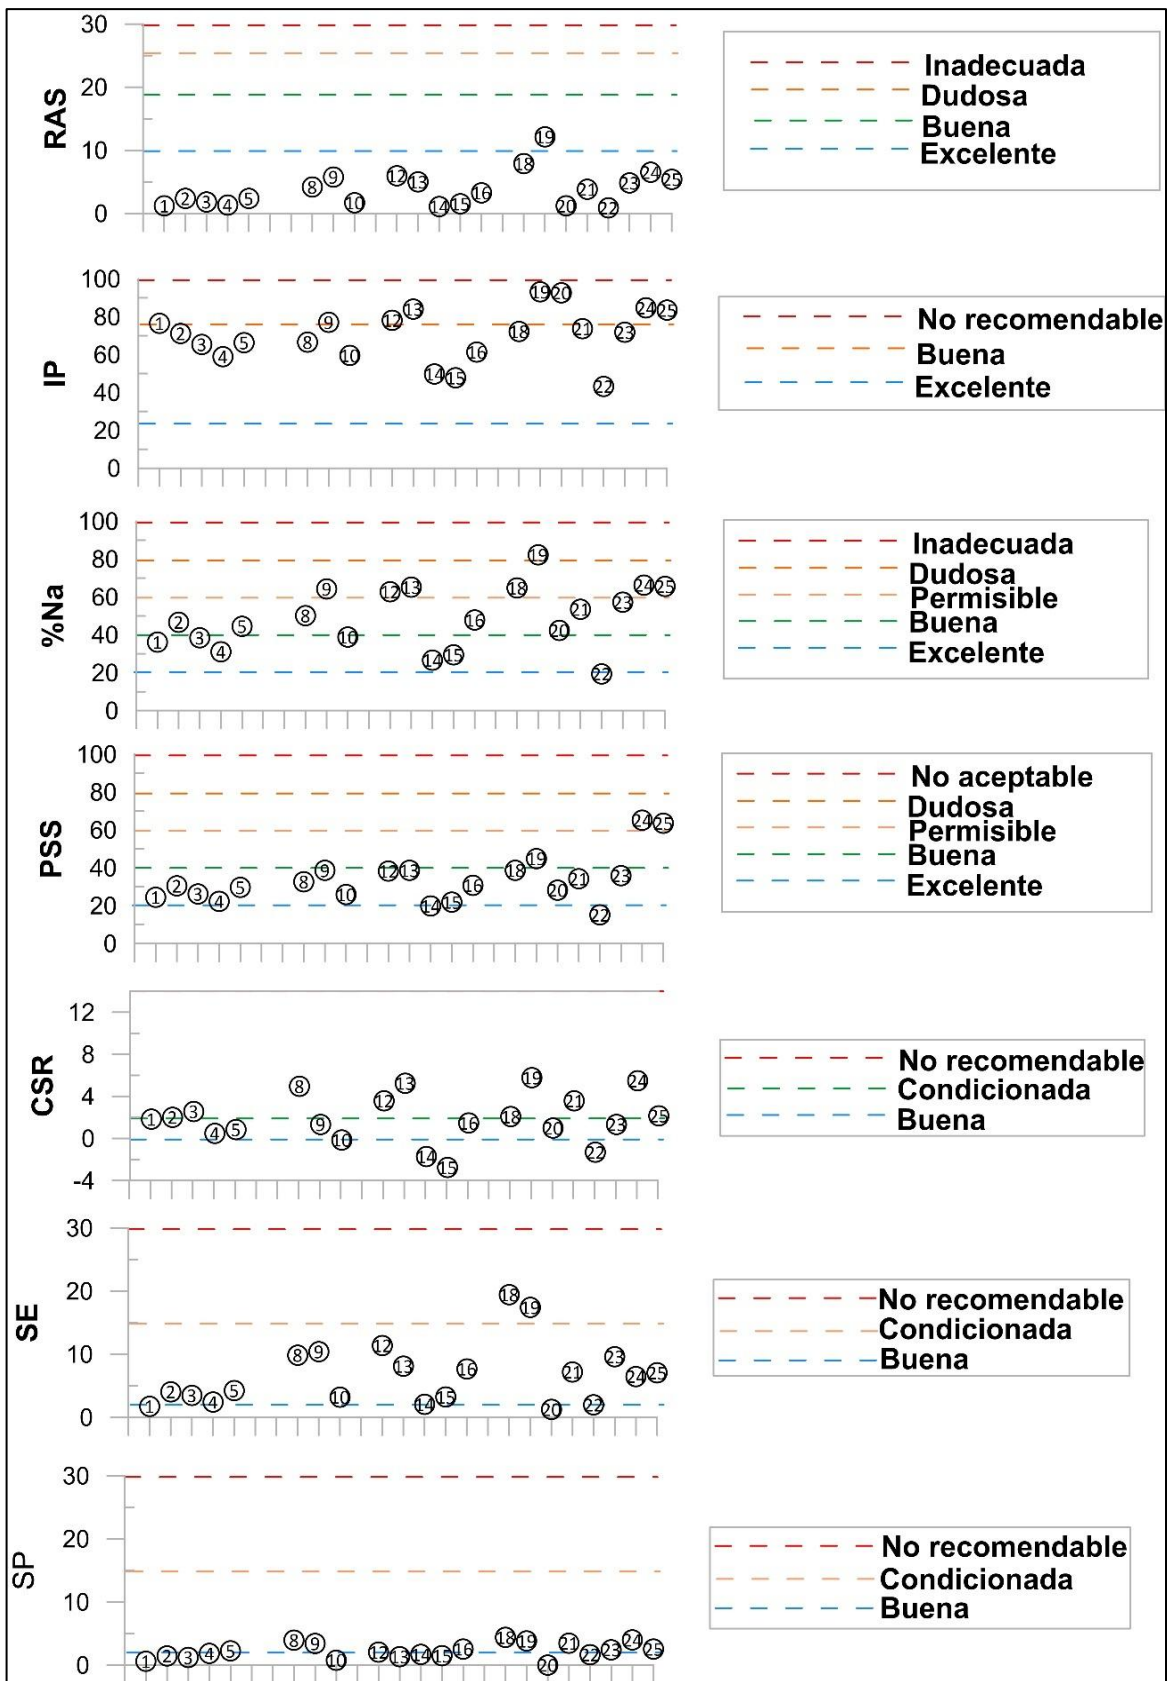 30
20
10
0
RAS
1 2 3 4 5 8 9 10 12 13 14 15 16 18 19 20 21 22 23 24 25
Inadecuada
Dudosa
Buena
Excelente
100
80
60
40
20
0
IP
1 2 3 4 5 8 9 10 12 13 14 15 16 18 19 20 21 22 23 24 25
No recomendable
Buena
Excelente
100
80
60
40
20
0
%Na
1 2 3 4 5 8 9 10 12 13 14 15 16 18 19 20 21 22 23 24 25
Inadecuada
Dudosa
Permisible
Buena
Excelente
100
80
60
40
20
0
PSS
1 2 3 4 5 8 9 10 12 13 14 15 16 18 19 20 21 22 23 24 25
No aceptable
Dudosa
Permisible
Buena
Excelente
12
8
4
0
-4
CSR
1 2 3 4 5 8 9 10 12 13 14 15 16 18 19 20 21 22 23 24 25
No recomendable
Condicionada
Buena
30
20
10
0
SE
1 2 3 4 5 8 9 10 12 13 14 15 16 18 19 20 21 22 23 24 25
No recomendable
Condicionada
Buena
30
20
10
0
SP
1 2 3 4 5 8 9 10 12 13 14 15 16 18 19 20 21 22 23 24 25
No recomendable
Condicionada
Buena